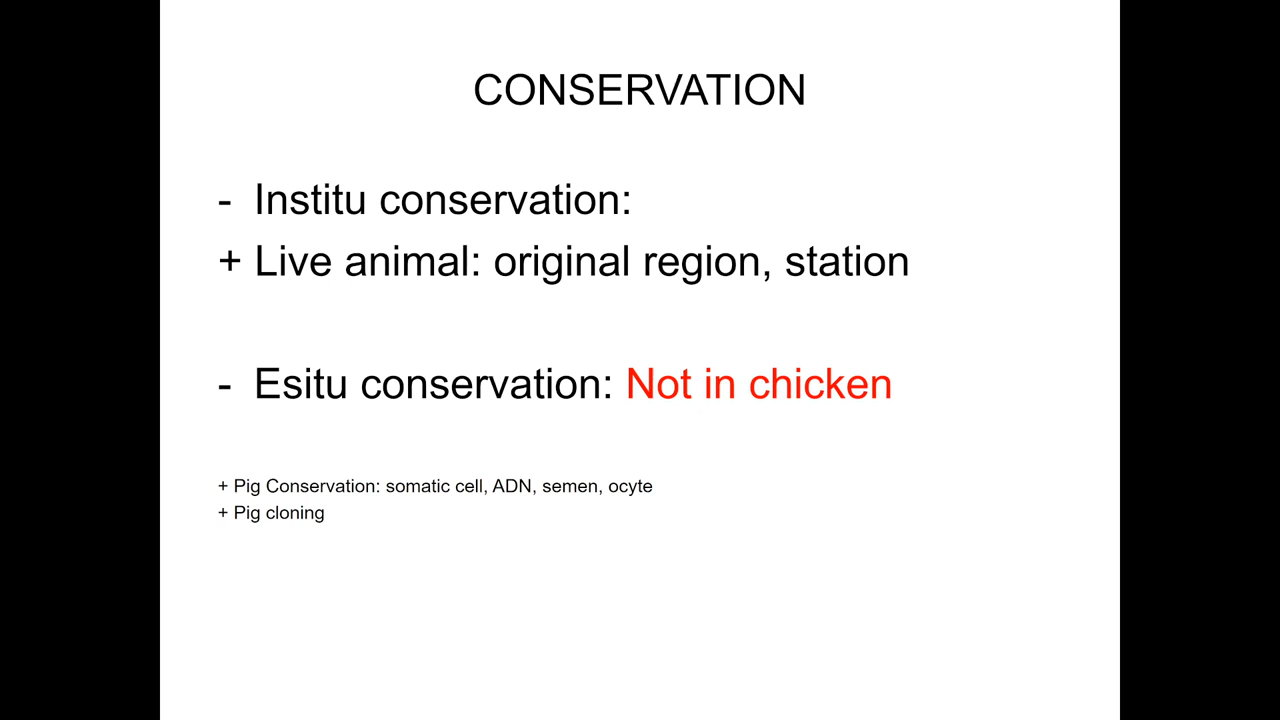 CONSERVATION
- Institu conservation:
+ Live animal: original region, station
- Esitu conservation: Not in chicken
+ Pig Conservation: somatic cell, ADN, semen, ocyte
+ Pig cloning